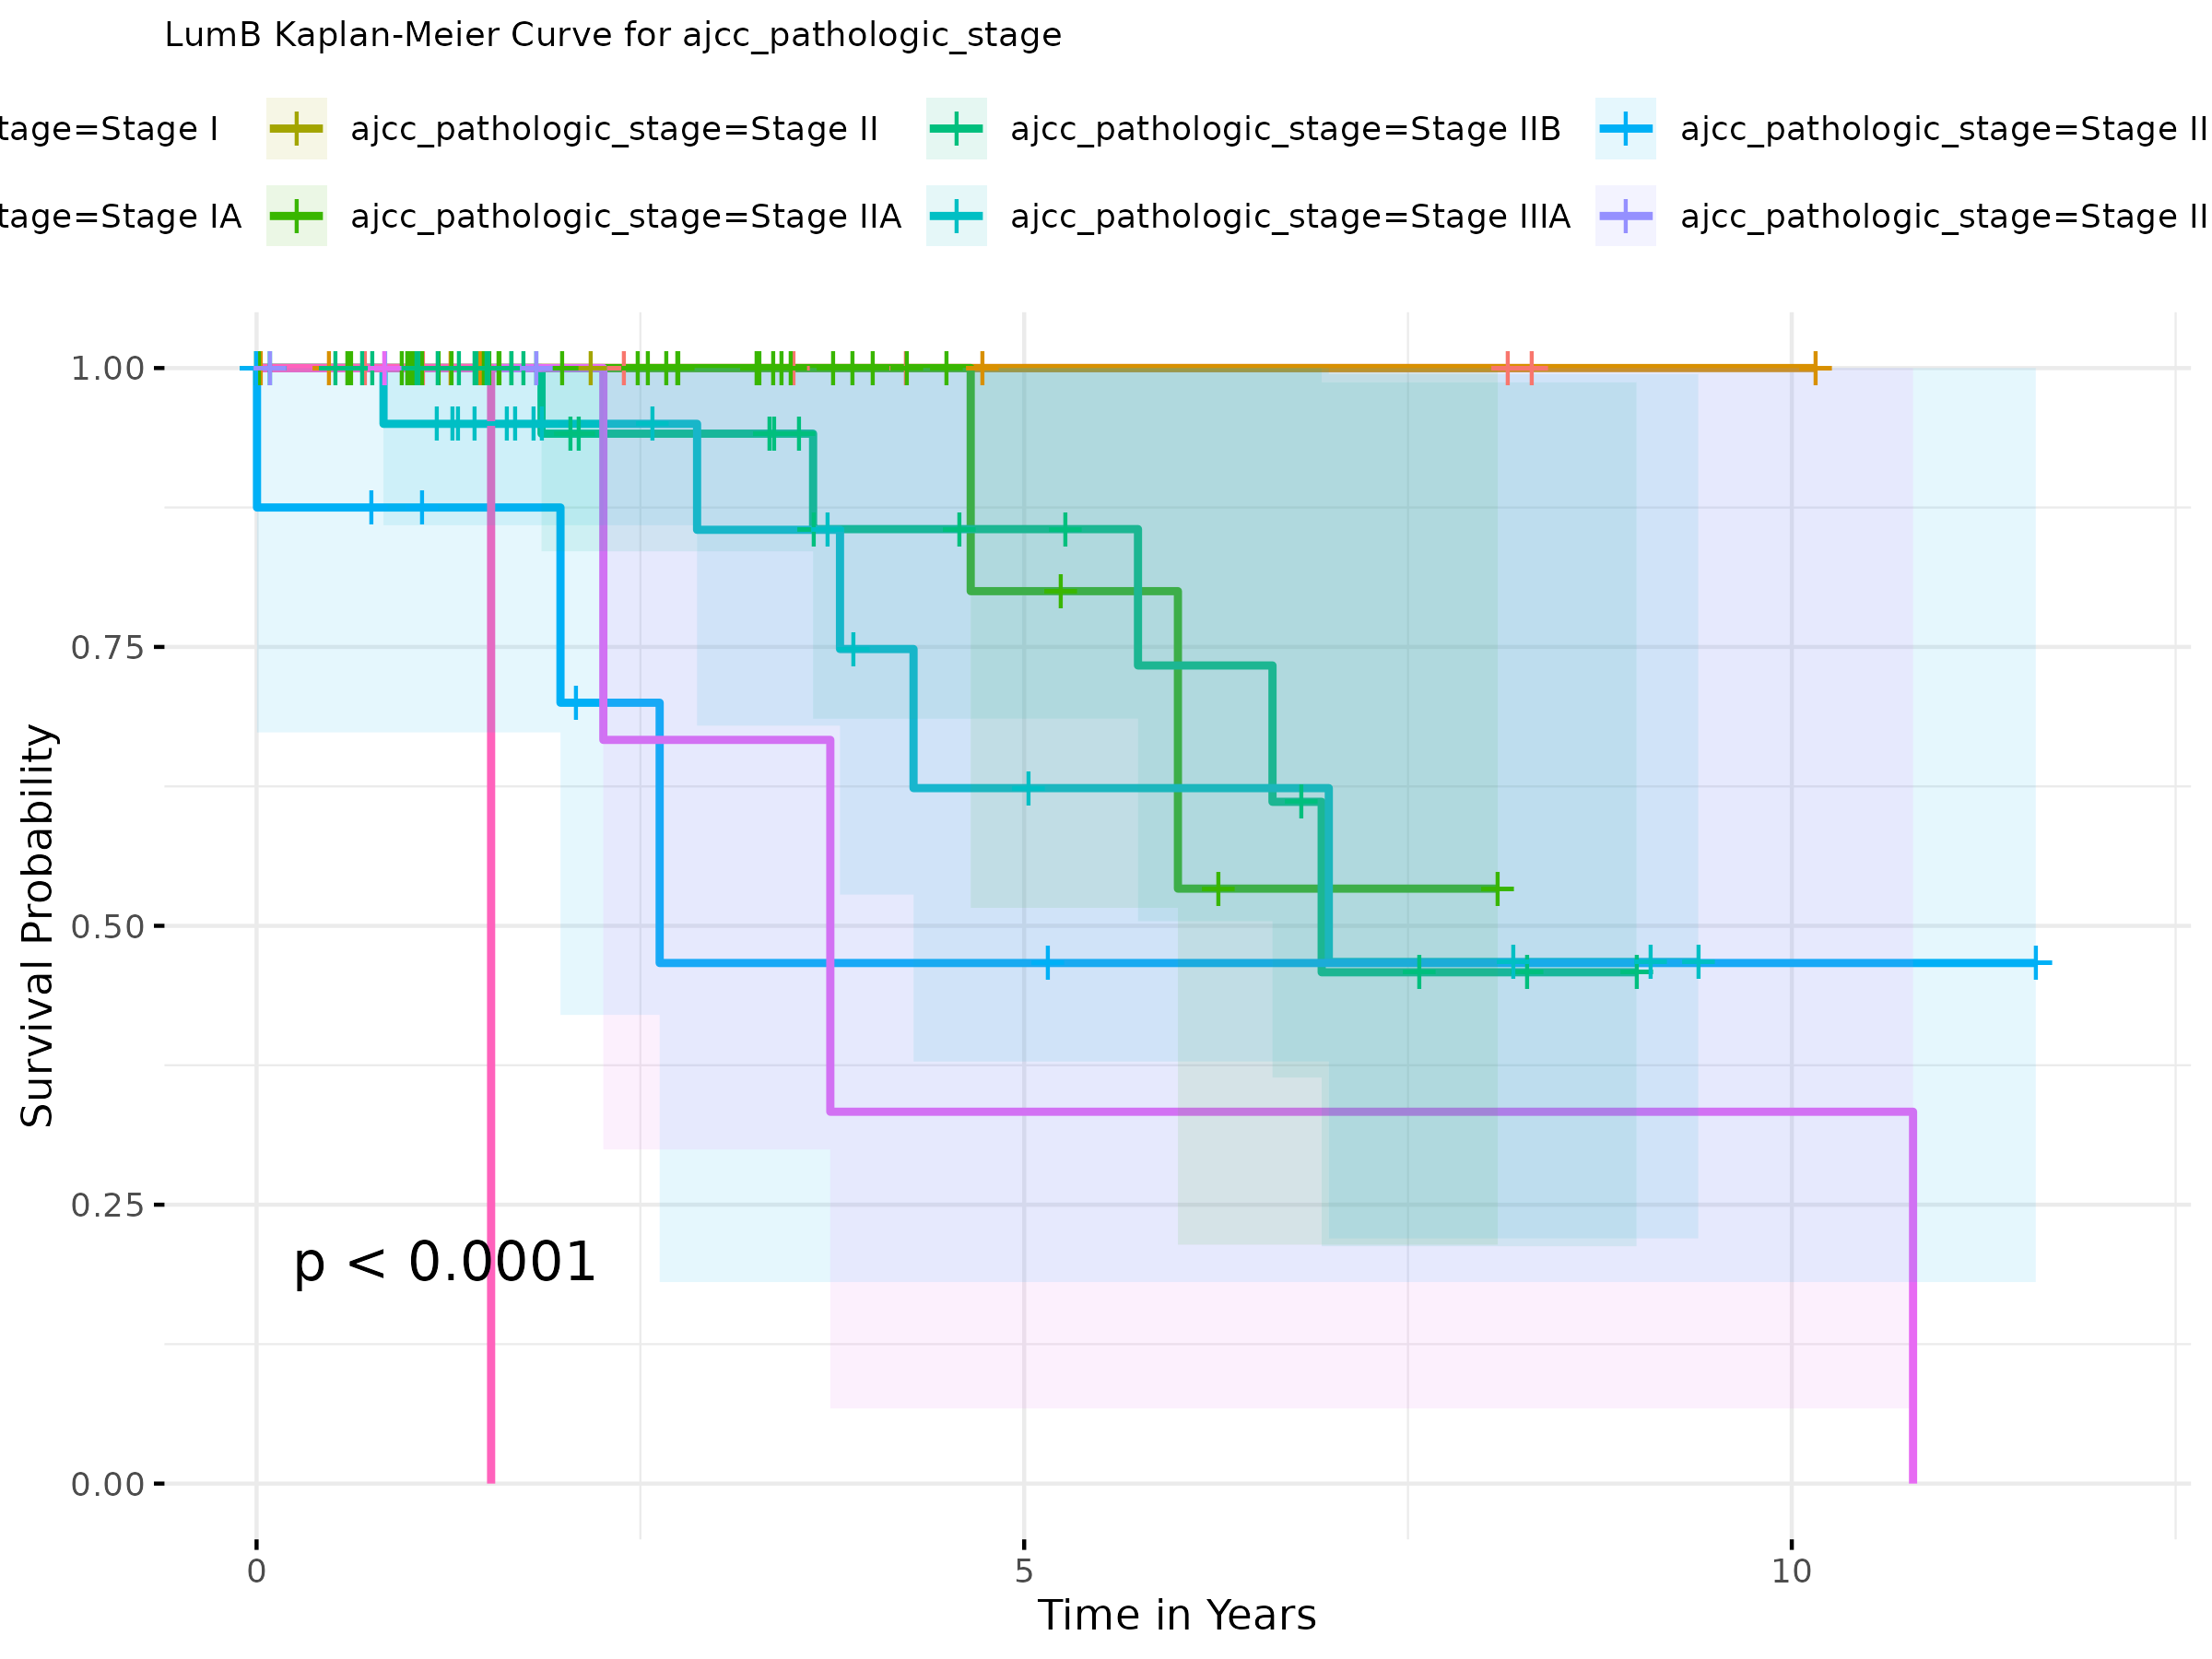 LumB Kaplan-Meier Curve for ajcc_pathologic_stage
tage=Stage I ajcc_pathologic_stage=Stage II ajcc_pathologic_stage=Stage IIB ajcc_pathologic_stage=Stage II
tage=Stage IA ajcc_pathologic_stage=Stage IIA ajcc_pathologic_stage=Stage IIIA ajcc_pathologic_stage=Stage II
Survival Probability
1.00
0.75
0.50
0.25
0.00
p < 0.0001
0 5 10
Time in Years